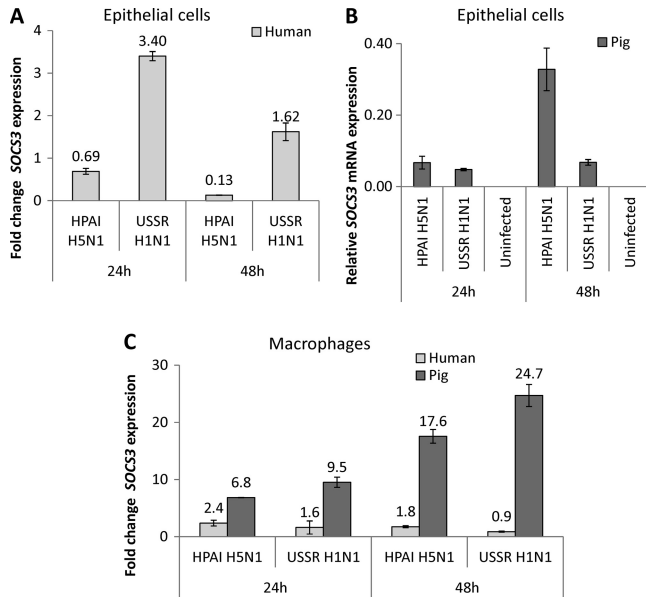 A
Epithelial cells
Human
Fold change SOCS3 expression
4
3
2
1
0
0.69
3.40
0.13
1.62
HPAI H5N1
USSR H1N1
HPAI H5N1
USSR H1N1
24h
48h
B
Epithelial cells
Pig
Relative SOCS3 mRNA expression
0.40
0.20
0.00
HPAI H5N1
USSR H1N1
Uninfected
HPAI H5N1
USSR H1N1
Uninfected
24h
48h
C
Macrophages
Human
Pig
Fold change SOCS3 expression
30
20
10
0
2.4
6.8
1.6
9.5
1.8
17.6
0.9
24.7
HPAI H5N1
USSR H1N1
HPAI H5N1
USSR H1N1
24h
48h